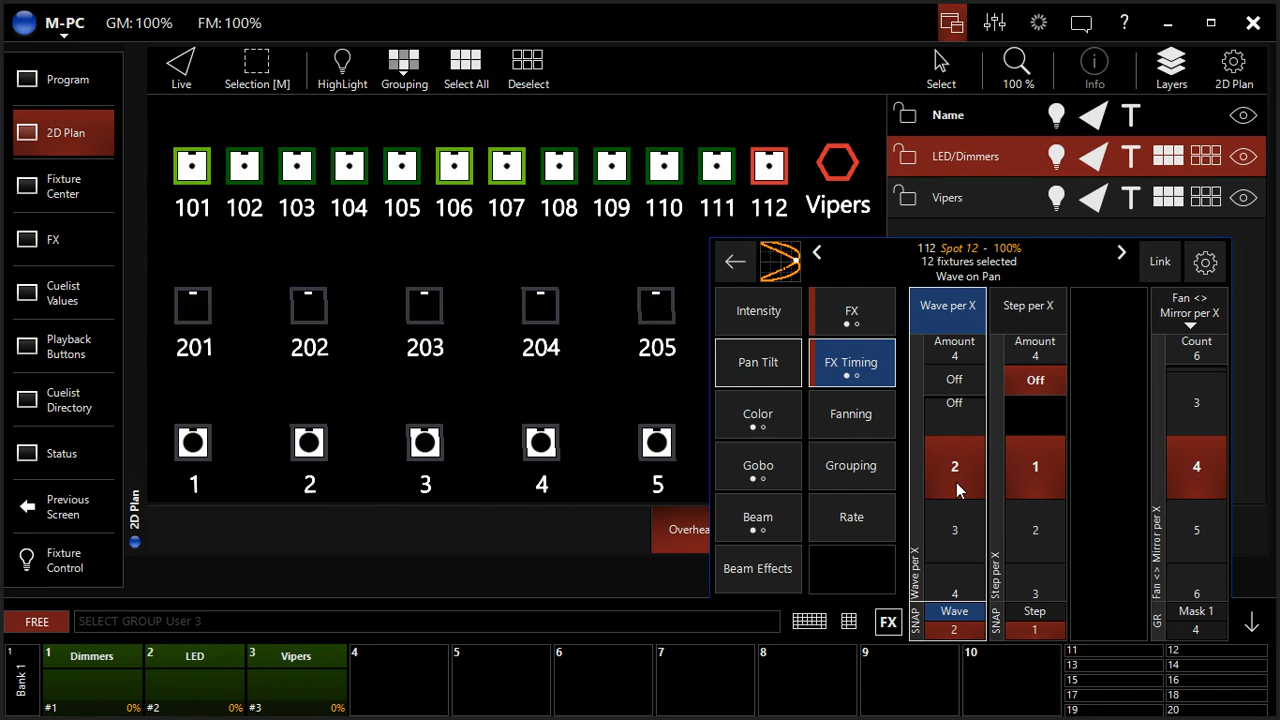 M-PC
GM: 100%
FM: 100%
?
Program
2D Plan
Fixture
Center
FX
Cuelist
Values
Playback
Buttons
Cuelist
Directory
Status
Previous
Screen
Fixture
Control
Live
Selection [M]
HighLight
Grouping
Select All
Deselect
Select
100 %
Info
Layers
2D Plan
101 102 103 104 105 106 107 108 109 110 111 112 Vipers
201 202 203 204 205
1 2 3 4 5
2D Plan
Overhea
Name
T
LED/Dimmers
T
Vipers
T
112 Spot 12 - 100%
12 fixtures selected
Wave on Pan
Link
Intensity
Pan Tilt
Color
Gobo
Beam
Beam Effects
FX
FX Timing
Fanning
Grouping
Rate
Wave per X
Amount
4
Off
Off
2
3
4
Wave per X
SNAP
Wave
2
Step per X
Amount
4
Off
1
2
3
Step per X
SNAP
Step
1
Fan <>
Mirror per X
Count
6
3
4
5
6
Fan <> Mirror per X
GR
Mask 1
4
FREE
SELECT GROUP User 3
FX
1
Bank 1
1 Dimmers
#1 0%
2 LED
#2 0%
3 Vipers
#3 0%
4
5
6
7
8
9
10
11 12
13 14
15 16
17 18
19 20